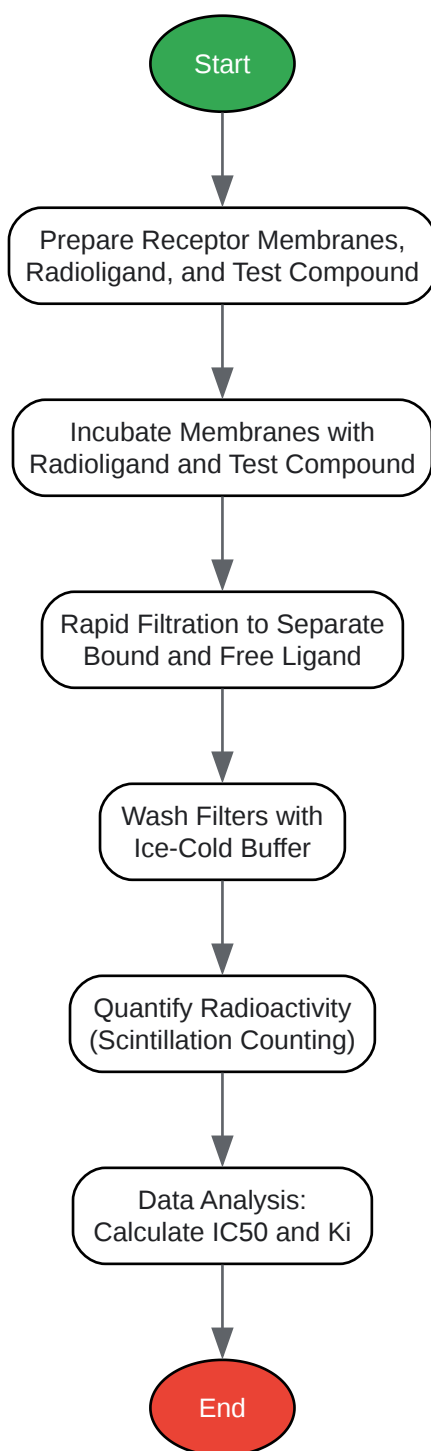 Start
Prepare Receptor Membranes,
Radioligand, and Test Compound
Incubate Membranes with
Radioligand and Test Compound
Rapid Filtration to Separate
Bound and Free Ligand
Wash Filters with
Ice-Cold Buffer
Quantify Radioactivity
(Scintillation Counting)
Data Analysis:
Calculate IC50 and Ki
End